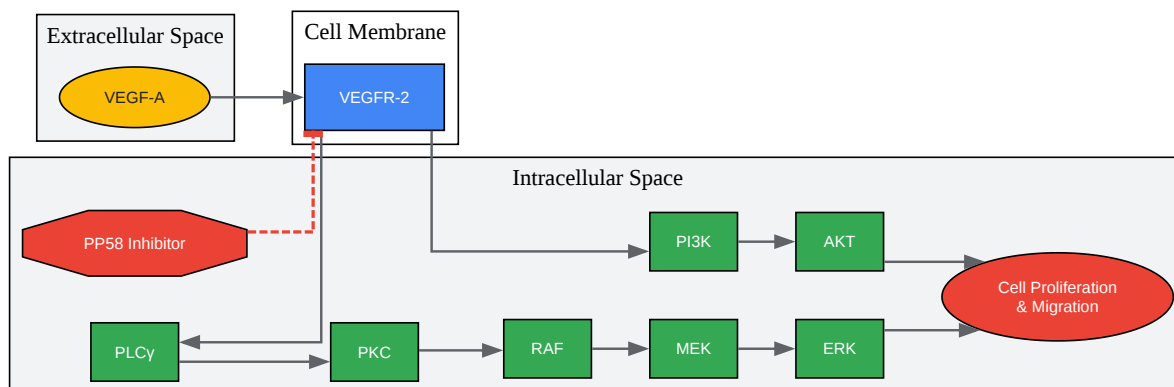 Extracellular Space
Cell Membrane
VEGF-A
VEGFR-2
Intracellular Space
PP58 Inhibitor
PI3K
AKT
Cell Proliferation
& Migration
PLCγ
PKC
RAF
MEK
ERK